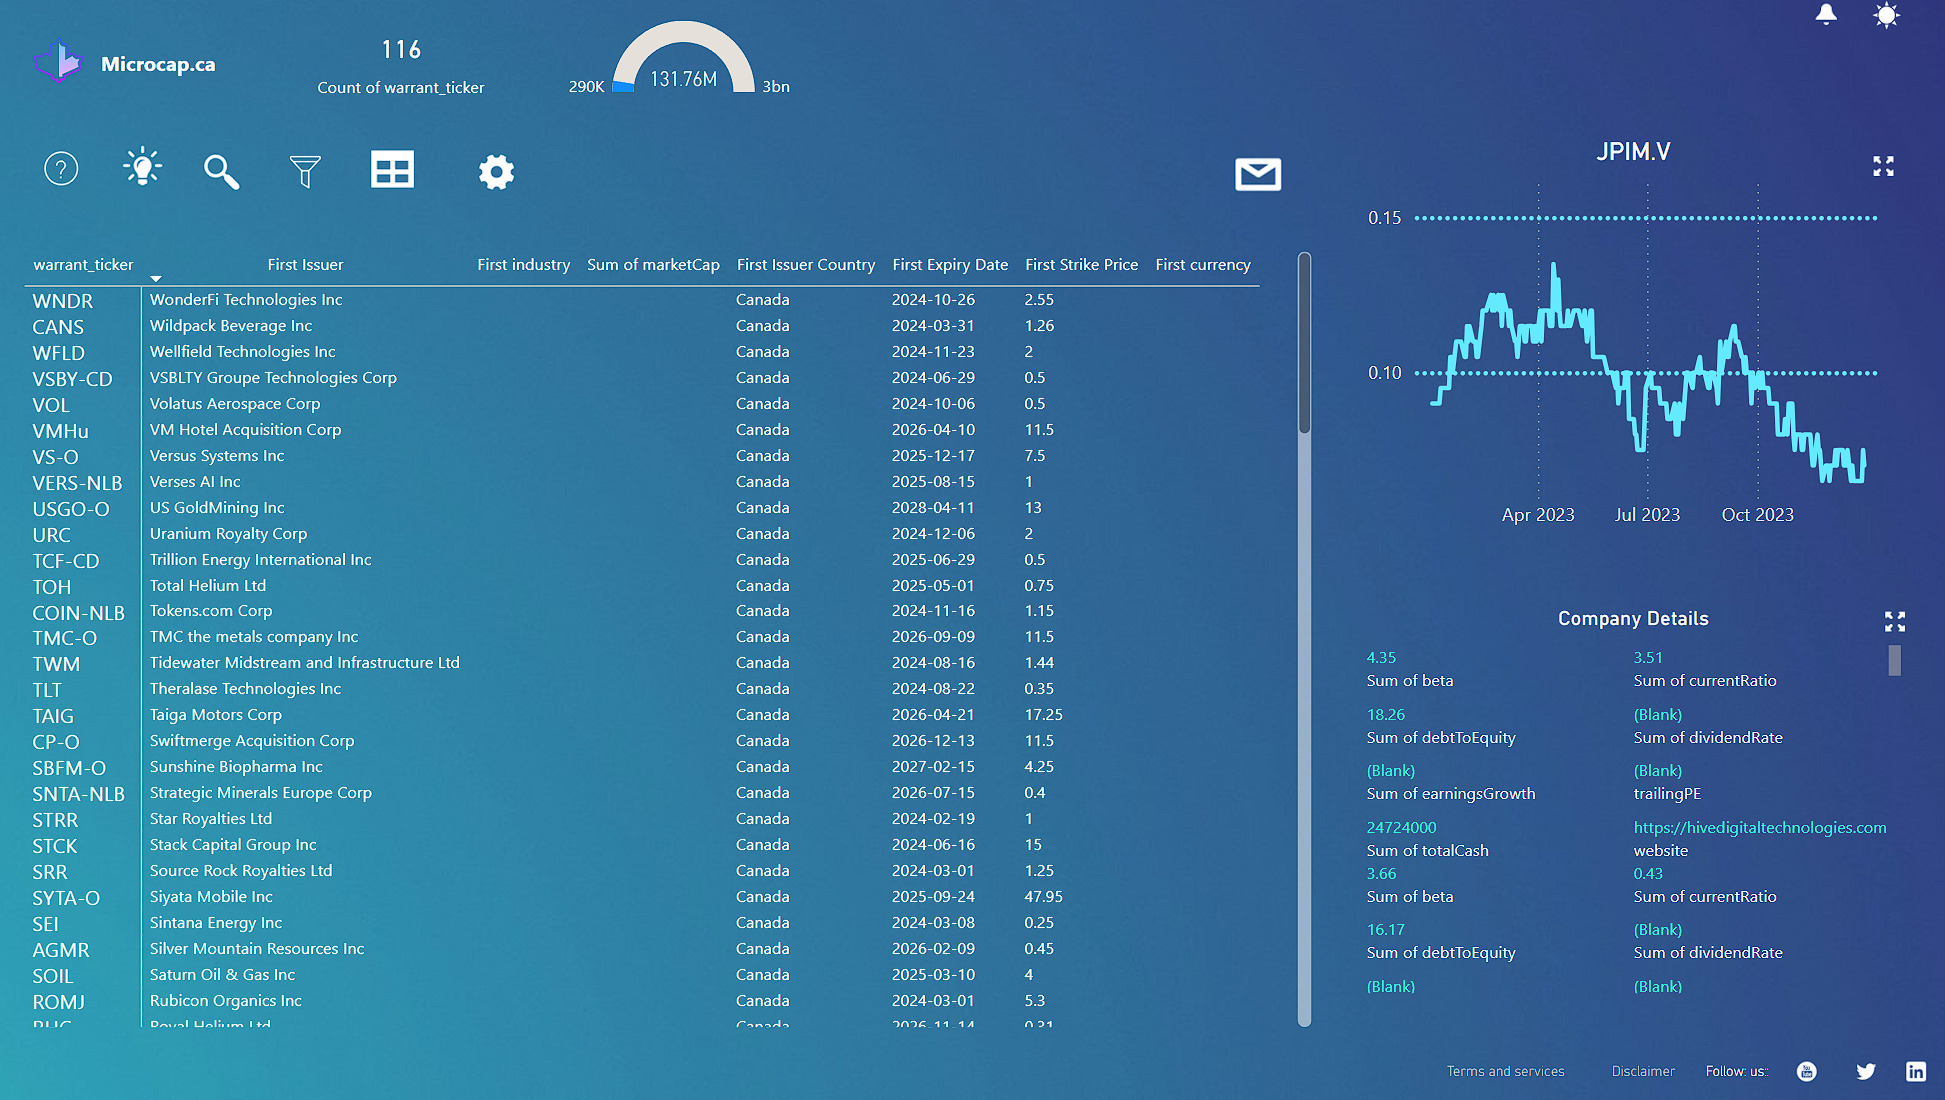 Microcap.ca
116
Count of warrant_ticker
290K
131.76M
3bn
?
warrant_ticker First Issuer First industry Sum of marketCap First Issuer Country First Expiry Date First Strike Price First currency
WNDR WonderFi Technologies Inc Canada 2024-10-26 2.55
CANS Wildpack Beverage Inc Canada 2024-03-31 1.26
WFLD Wellfield Technologies Inc Canada 2024-11-23 2
VSBY-CD VSBLTY Groupe Technologies Corp Canada 2024-06-29 0.5
VOL Volatus Aerospace Corp Canada 2024-10-06 0.5
VMHu VM Hotel Acquisition Corp Canada 2026-04-10 11.5
VS-O Versus Systems Inc Canada 2025-12-17 7.5
VERS-NLB Verses AI Inc Canada 2025-08-15 1
USGO-O US GoldMining Inc Canada 2028-04-11 13
URC Uranium Royalty Corp Canada 2024-12-06 2
TCF-CD Trillion Energy International Inc Canada 2025-06-29 0.5
TOH Total Helium Ltd Canada 2025-05-01 0.75
COIN-NLB Tokens.com Corp Canada 2024-11-16 1.15
TMC-O TMC the metals company Inc Canada 2026-09-09 11.5
TWM Tidewater Midstream and Infrastructure Ltd Canada 2024-08-16 1.44
TLT Theralase Technologies Inc Canada 2024-08-22 0.35
TAIG Taiga Motors Corp Canada 2026-04-21 17.25
CP-O Swiftmerge Acquisition Corp Canada 2026-12-13 11.5
SBFM-O Sunshine Biopharma Inc Canada 2027-02-15 4.25
SNTA-NLB Strategic Minerals Europe Corp Canada 2026-07-15 0.4
STRR Star Royalties Ltd Canada 2024-02-19 1
STCK Stack Capital Group Inc Canada 2024-06-16 15
SRR Source Rock Royalties Ltd Canada 2024-03-01 1.25
SYTA-O Siyata Mobile Inc Canada 2025-09-24 47.95
SEI Sintana Energy Inc Canada 2024-03-08 0.25
AGMR Silver Mountain Resources Inc Canada 2026-02-09 0.45
SOIL Saturn Oil & Gas Inc Canada 2025-03-10 4
ROMJ Rubicon Organics Inc Canada 2024-03-01 5.3
Royal Helium Ltd Canada 2026-11-14 0.31
JPIM.V
0.15
0.10
Apr 2023 Jul 2023 Oct 2023
Company Details
4.35 3.51
Sum of beta Sum of currentRatio
18.26 (Blank)
Sum of debtToEquity Sum of dividendRate
(Blank) (Blank)
Sum of earningsGrowth trailingPE
24724000 https://hivedigitaltechnologies.com
Sum of totalCash website
3.66 0.43
Sum of beta Sum of currentRatio
16.17 (Blank)
Sum of debtToEquity Sum of dividendRate
(Blank) (Blank)
Terms and services Disclaimer Follow: us::